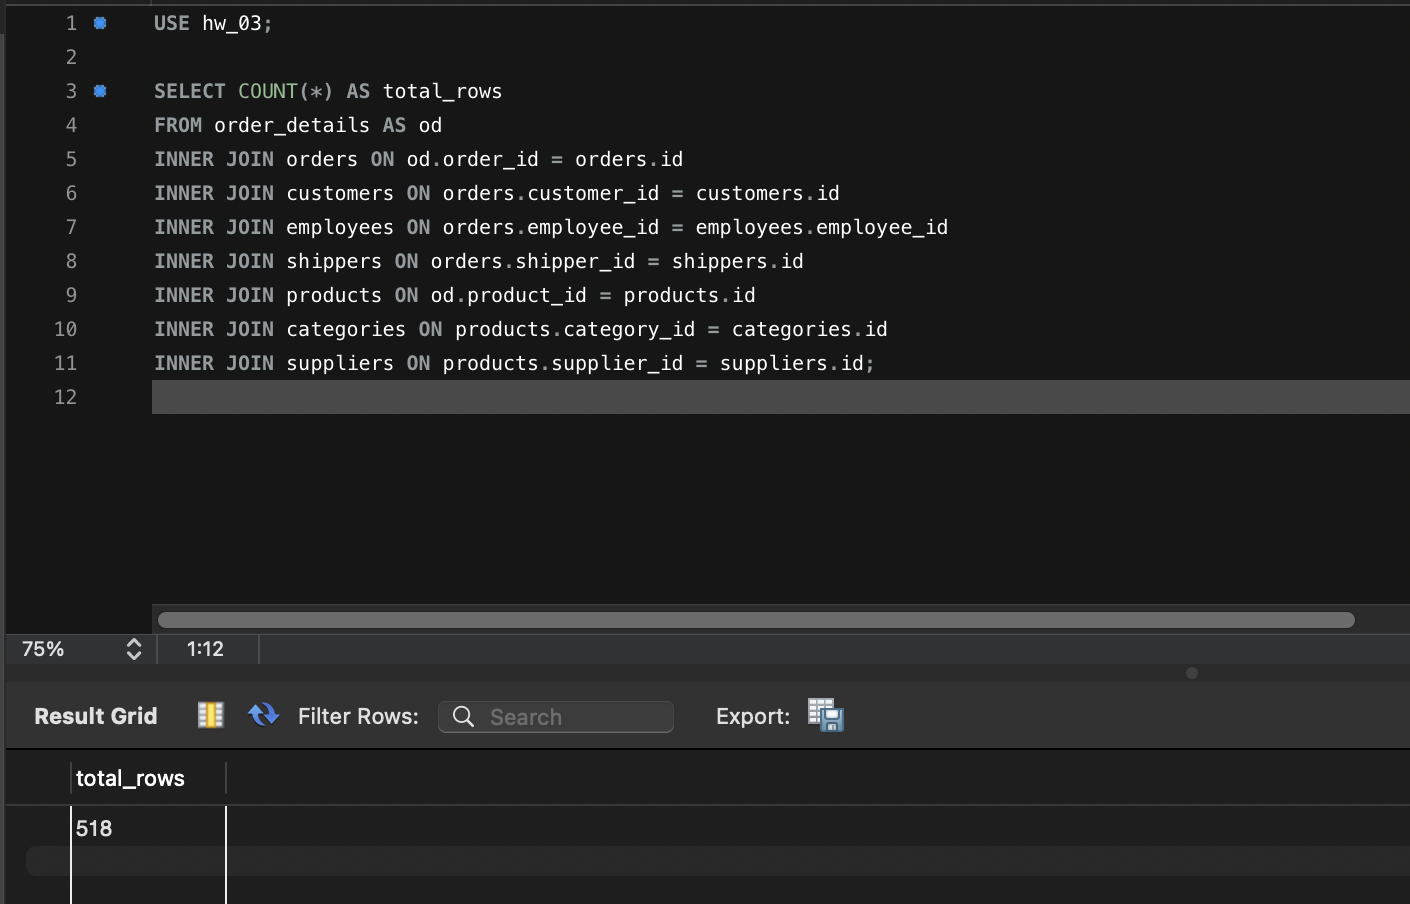 1 USE hw_03;
2
3 SELECT COUNT(*) AS total_rows
4 FROM order_details AS od
5 INNER JOIN orders ON od.order_id = orders.id
6 INNER JOIN customers ON orders.customer_id = customers.id
7 INNER JOIN employees ON orders.employee_id = employees.employee_id
8 INNER JOIN shippers ON orders.shipper_id = shippers.id
9 INNER JOIN products ON od.product_id = products.id
10 INNER JOIN categories ON products.category_id = categories.id
11 INNER JOIN suppliers ON products.supplier_id = suppliers.id;
12
75% 1:12
Result Grid Filter Rows: Search Export:
total_rows
518